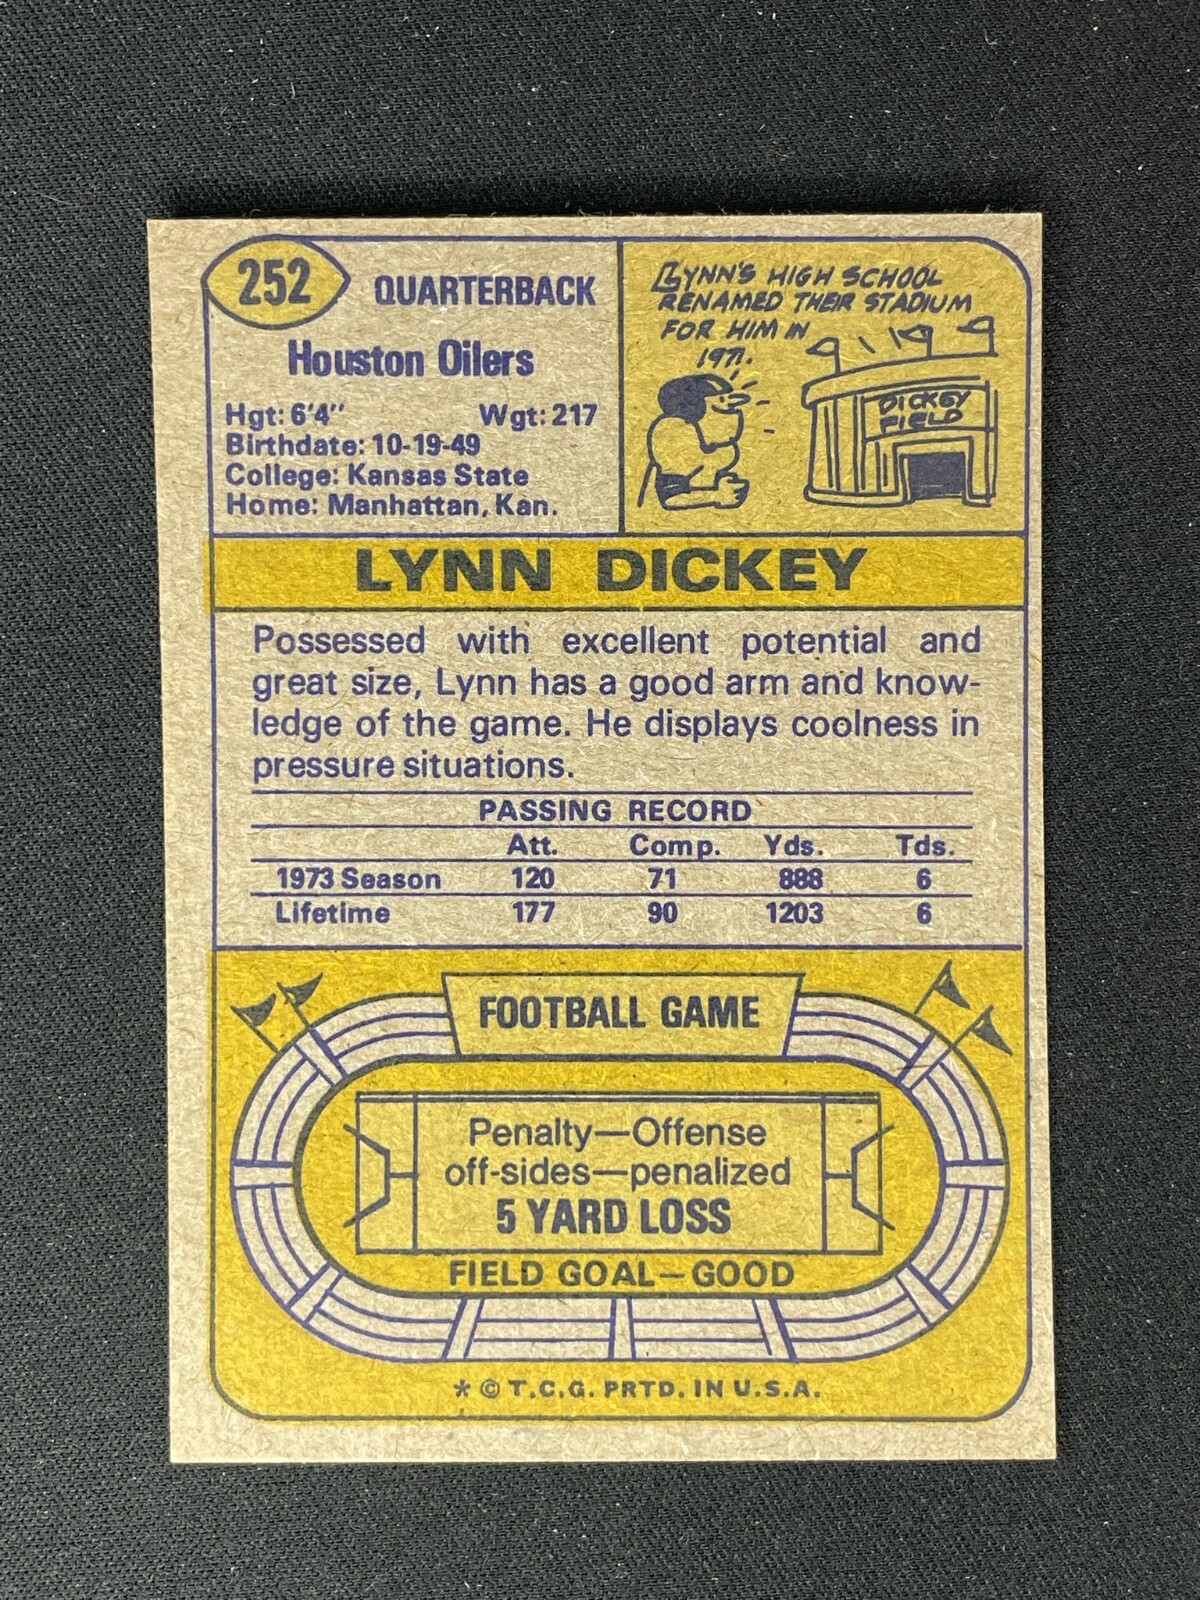 252
QUARTERBACK
Houston Oilers
Hgt: 6'4" Wgt: 217
Birthdate: 10-19-49
College: Kansas State
Home: Manhattan, Kan.
LYNN'S HIGH SCHOOL
RENAMED THEIR STADIUM
FOR HIM IN
1971.
DICKEY
FIELD
LYNN DICKEY
Possessed with excellent potential and
great size, Lynn has a good arm and know-
ledge of the game. He displays coolness in
pressure situations.
PASSING RECORD
Att. Comp. Yds. Tds.
1973 Season 120 71 888 6
Lifetime 177 90 1203 6
FOOTBALL GAME
Penalty—Offense
off-sides—penalized
5 YARD LOSS
FIELD GOAL—GOOD
* © T.C.G. PRTD. IN U.S.A.